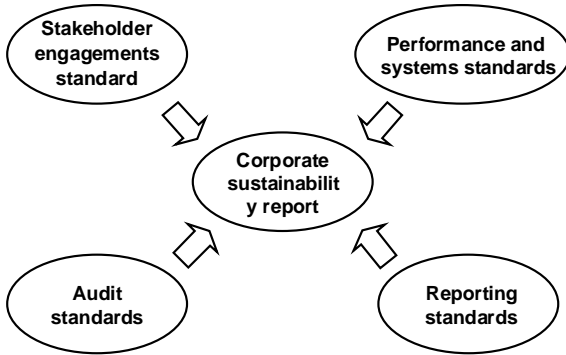 Stakeholder
engagements
standard
Performance and
systems standards
Corporate
sustainabilit
y report
Audit
standards
Reporting
standards